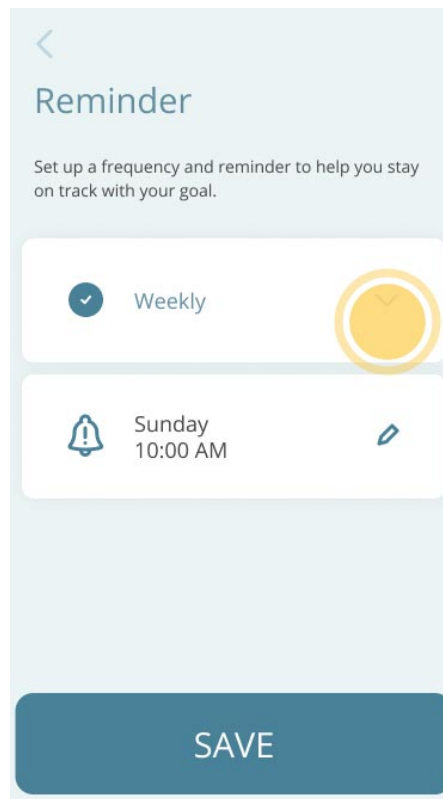 Reminder
Set up a frequency and reminder to help you stay
on track with your goal.
Weekly
Sunday
10:00 AM
SAVE